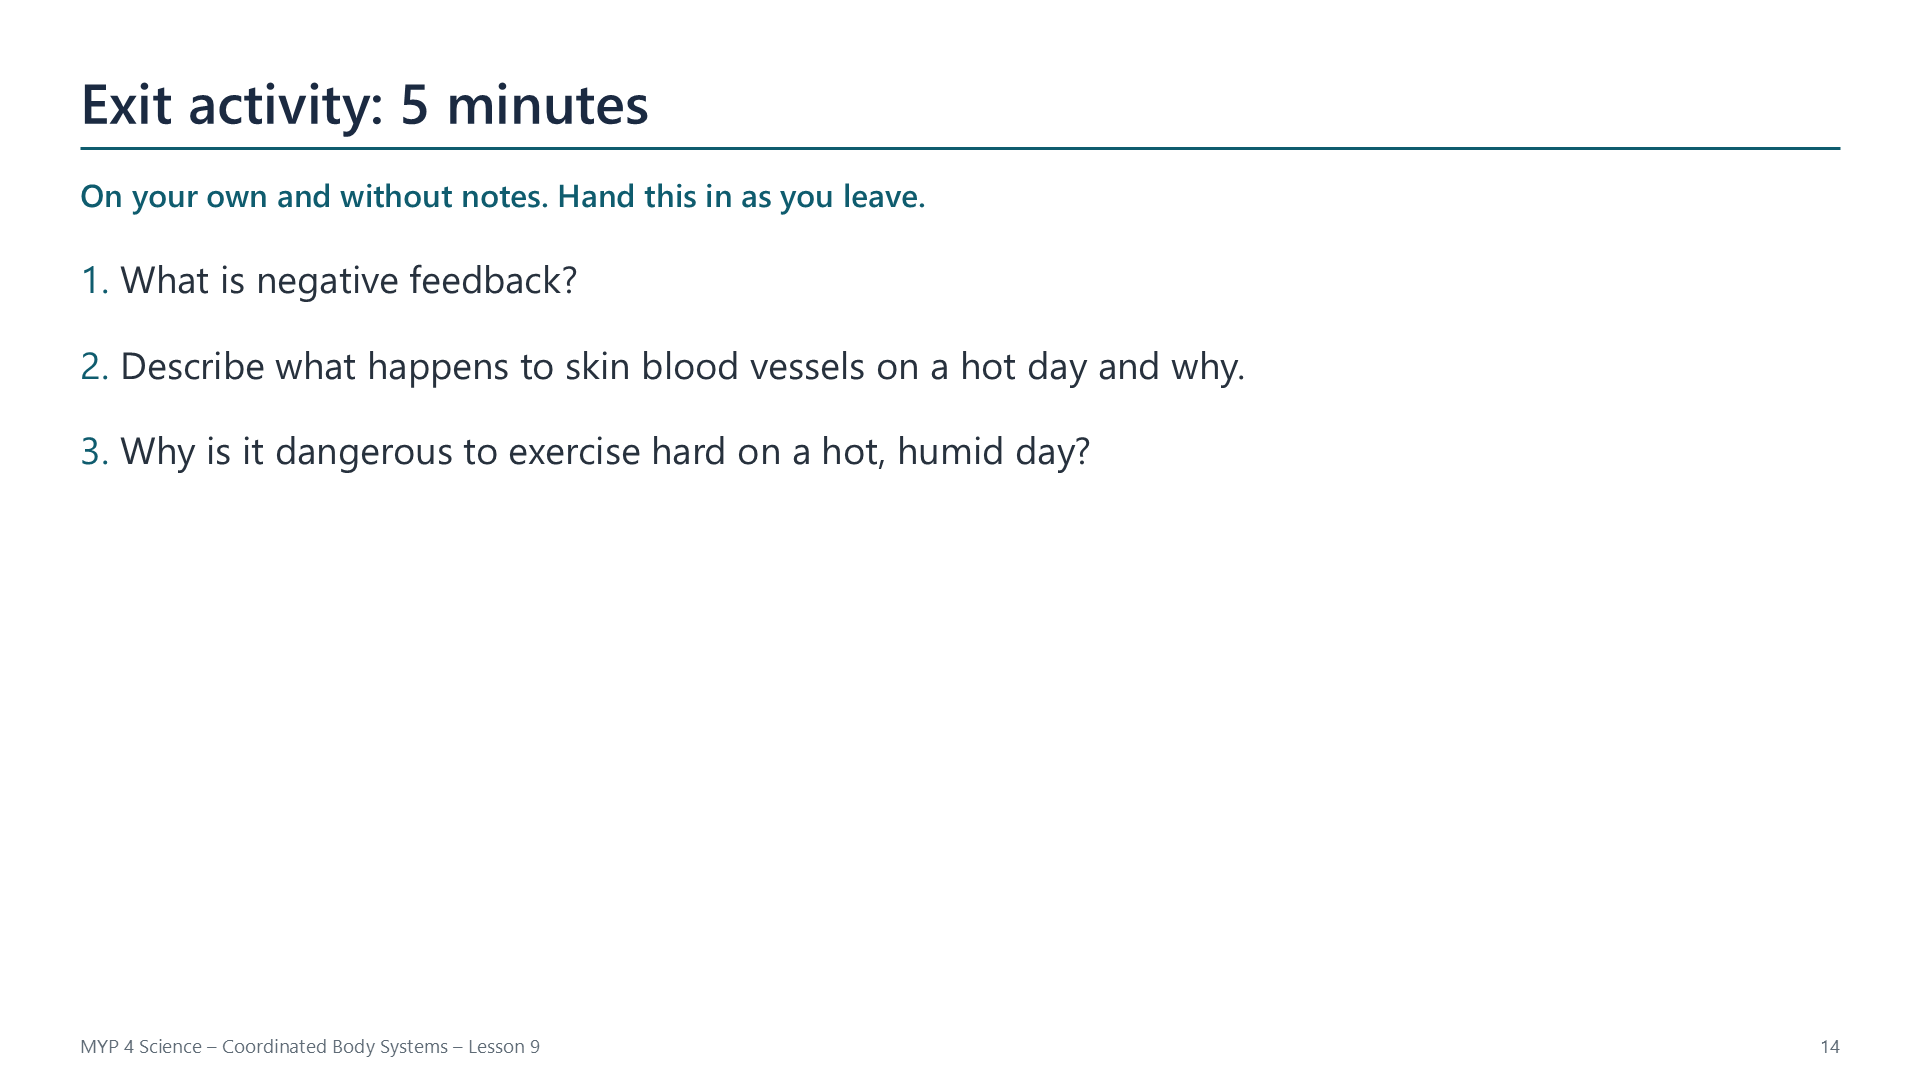 Exit activity: 5 minutes
On your own and without notes. Hand this in as you leave.
1. What is negative feedback?
2. Describe what happens to skin blood vessels on a hot day and why.
3. Why is it dangerous to exercise hard on a hot, humid day?
MYP 4 Science – Coordinated Body Systems – Lesson 9
14